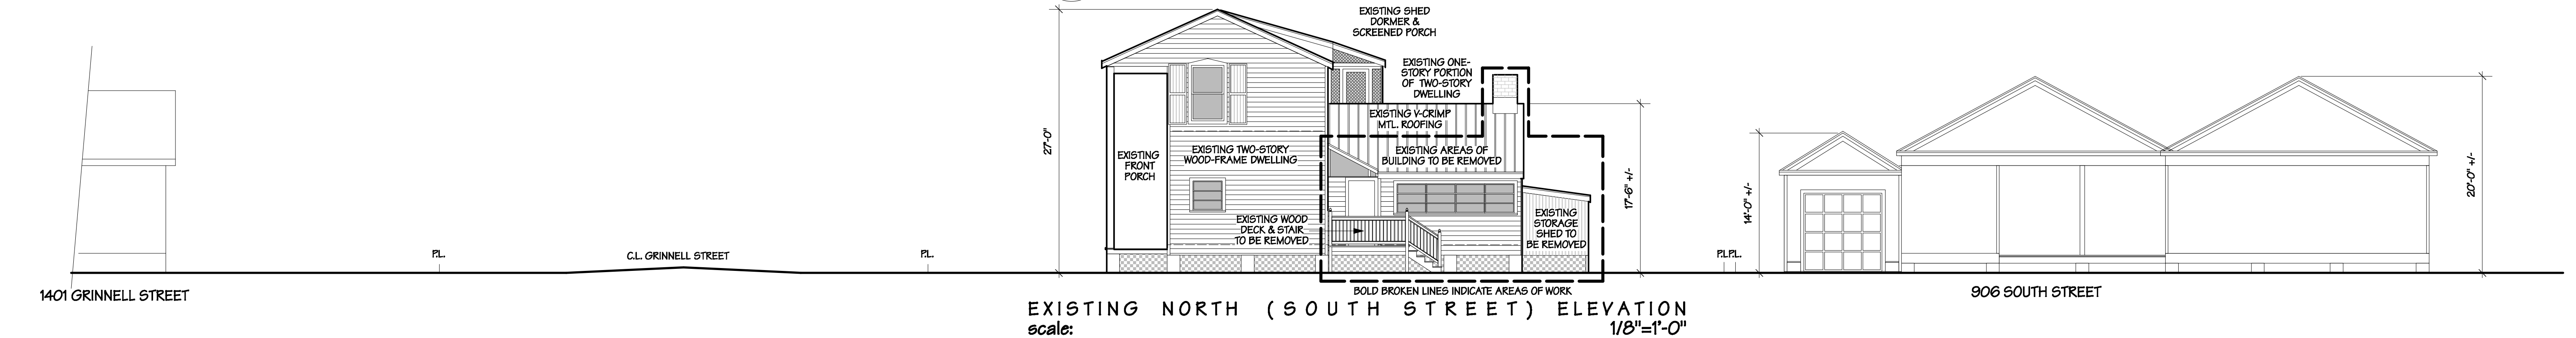 EXISTING SHED
DORMER &
SCREENED PORCH
EXISTING ONE-
STORY PORTION
OF TWO-STORY
DWELLING
EXISTING V-CRIMP
MTL. ROOFING
27'-0"
EXISTING
FRONT
PORCH
EXISTING TWO-STORY
WOOD-FRAME DWELLING
EXISTING AREAS OF
BUILDING TO BE REMOVED
17'-6" +/-
14'-0" +/-
20'-0" +/-
EXISTING WOOD
DECK & STAIR
TO BE REMOVED
EXISTING
STORAGE
SHED TO
BE REMOVED
P.L.
C.L. GRINNELL STREET
P.L.
P.L.
P.L.
1401 GRINNELL STREET
BOLD BROKEN LINES INDICATE AREAS OF WORK
906 SOUTH STREET
EXISTING NORTH (SOUTH STREET) ELEVATION
scale: 1/8"=1'-0"